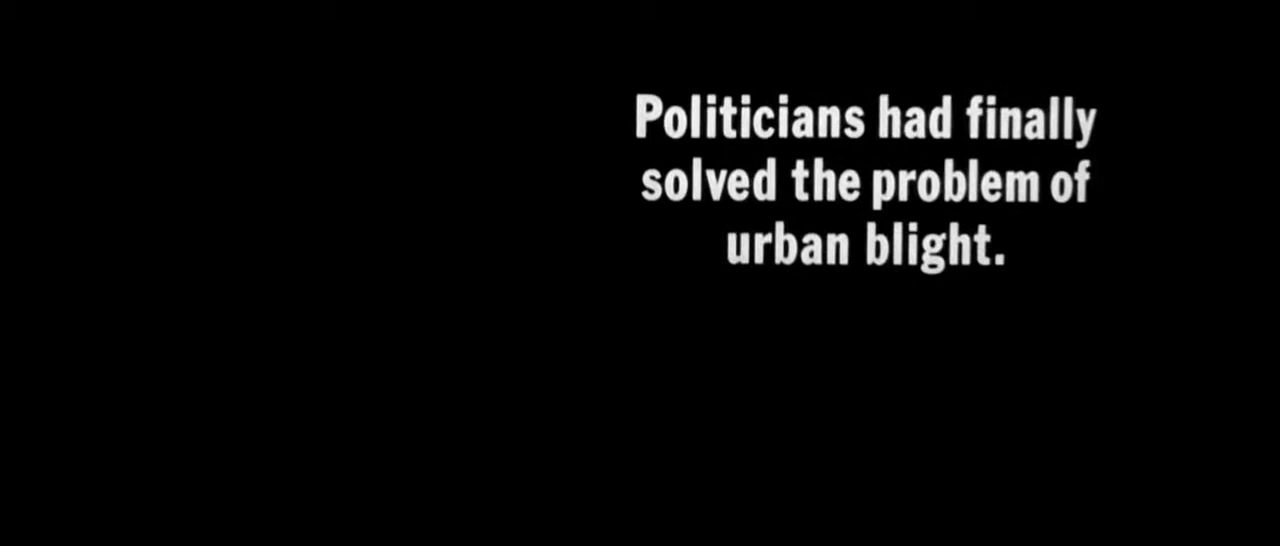 Politicians had finally
solved the problem of
urban blight.